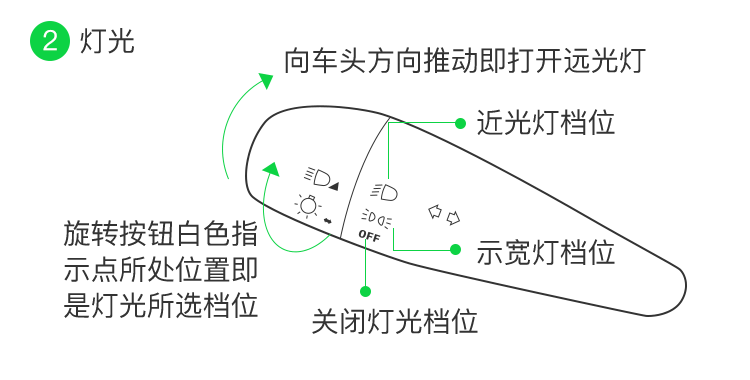 2 灯光
向车头方向推动即打开远光灯
近光灯档位
旋转按钮白色指
示点所处位置即
是灯光所选档位
OFF
示宽灯档位
关闭灯光档位